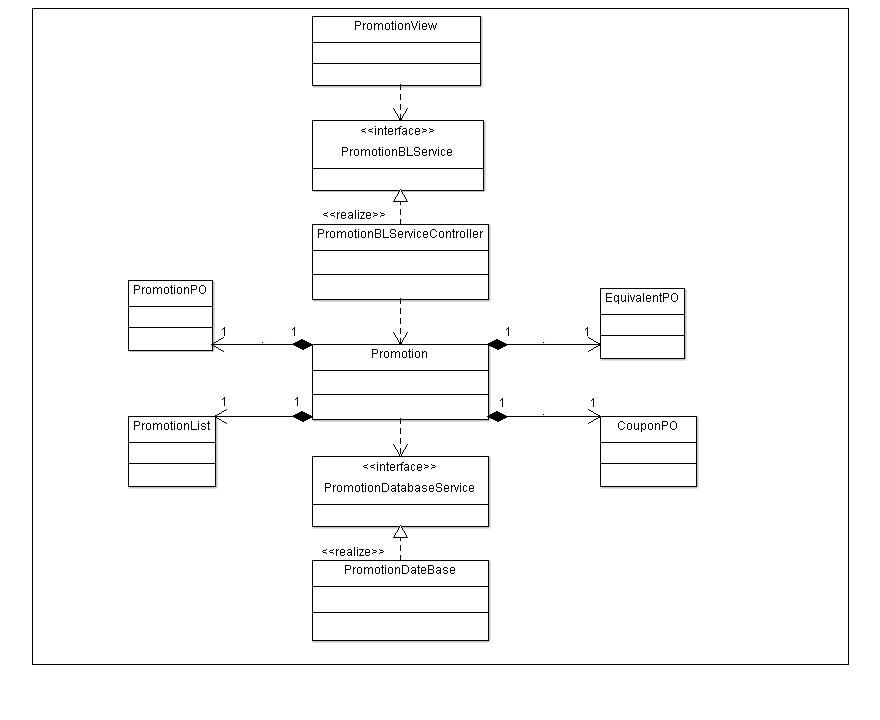 PromotionView
<<interface>>
PromotionBLService
<<realize>>
PromotionBLServiceController
PromotionPO
EquivalentPO
1 1 1 1
Promotion
1 1 1 1
PromotionList
CouponPO
<<interface>>
PromotionDatabaseService
<<realize>>
PromotionDateBase